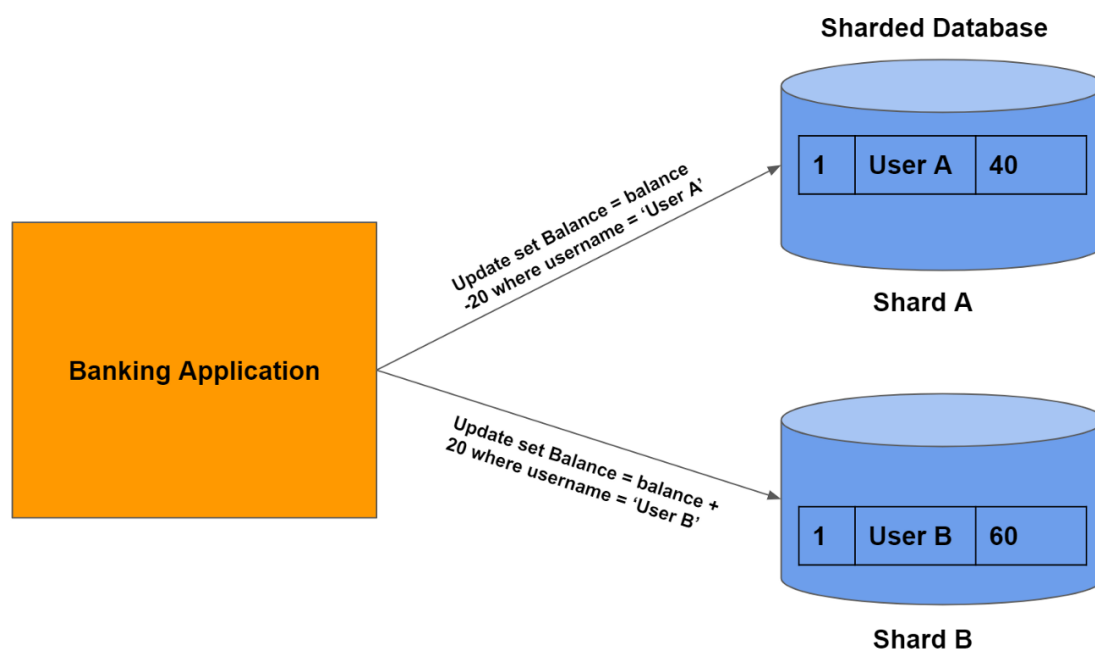 Sharded Database
1 User A 40
Update set Balance = balance
-20 where username = ‘User A’
Shard A
Banking Application
Update set Balance = balance +
20 where username = ‘User B’
1 User B 60
Shard B